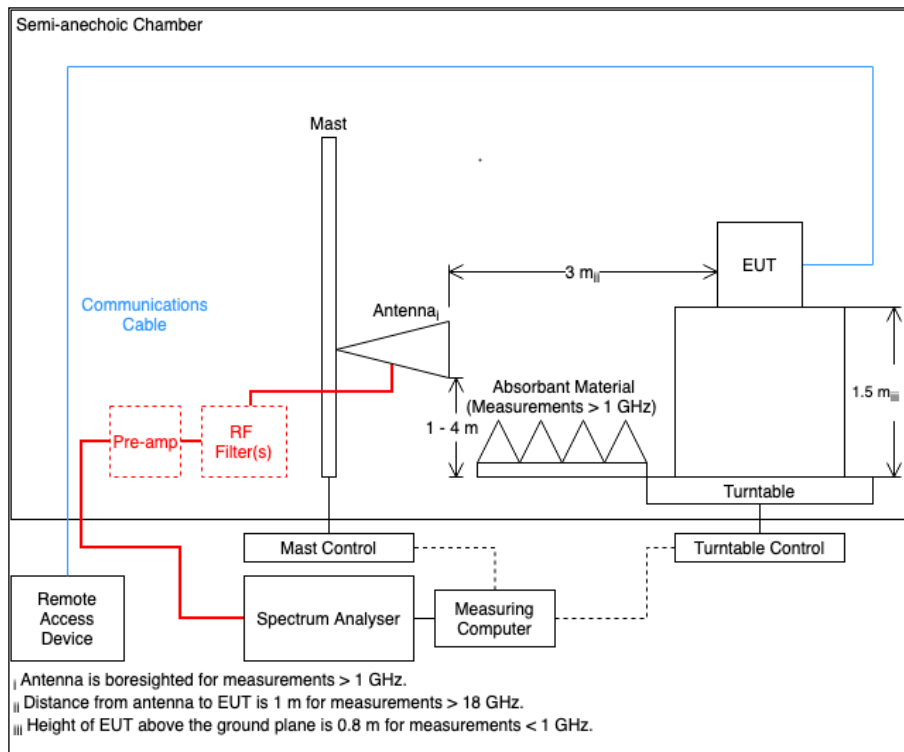 Semi-anechoic Chamber
Mast
EUT
3 m ii
Communications
Cable
Antenna i
Absorbant Material
(Measurements > 1 GHz)
1.5 m iii
1 - 4 m
Pre-amp
RF
Filter(s)
Turntable
Mast Control
Turntable Control
Remote
Access
Device
Spectrum Analyser
Measuring
Computer
i Antenna is boresighted for measurements > 1 GHz.
ii Distance from antenna to EUT is 1 m for measurements > 18 GHz.
iii Height of EUT above the ground plane is 0.8 m for measurements < 1 GHz.